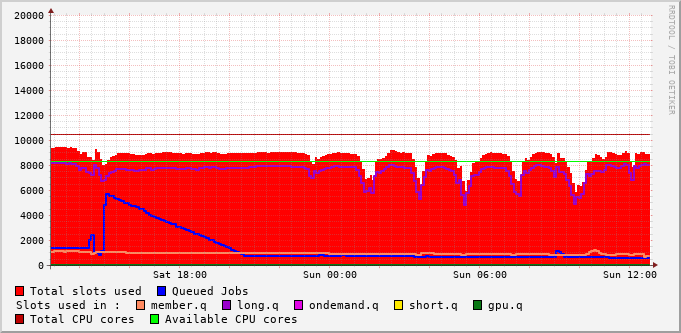 20000
18000
16000
14000
12000
10000
8000
6000
4000
2000
0
Sat 18:00 Sun 00:00 Sun 06:00 Sun 12:00
Total slots used Queued Jobs
Slots used in : member.q long.q ondemand.q short.q gpu.q
Total CPU cores Available CPU cores
RRDTOOL / TOBI OETIKER